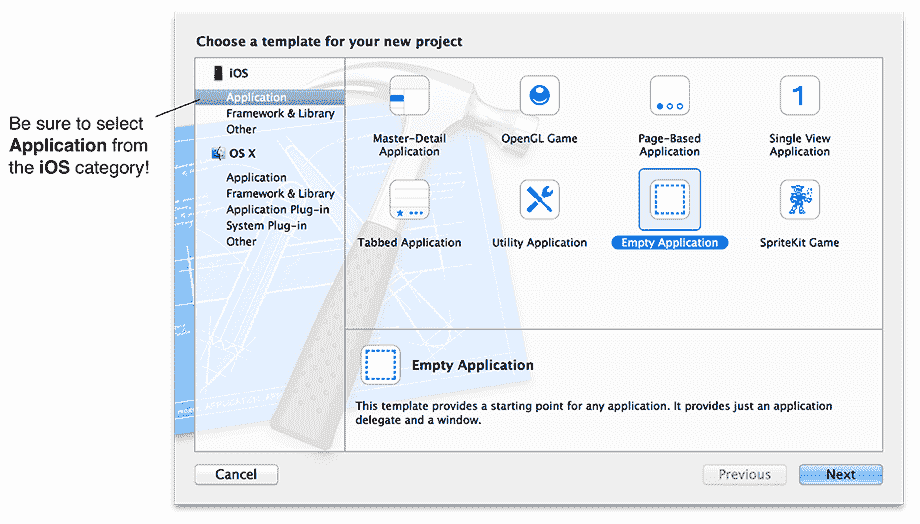 Choose a template for your new project
Be sure to select
Application from
the iOS category!
iOS
Application
Framework & Library
Other
OS X
Application
Framework & Library
Application Plug-in
System Plug-in
Other
Master-Detail
Application
OpenGL Game
Page-Based
Application
1
Single View
Application
Tabbed Application
Utility Application
Empty Application
SpriteKit Game
Empty Application
This template provides a starting point for any application. It provides just an application
delegate and a window.
Cancel
Previous
Next